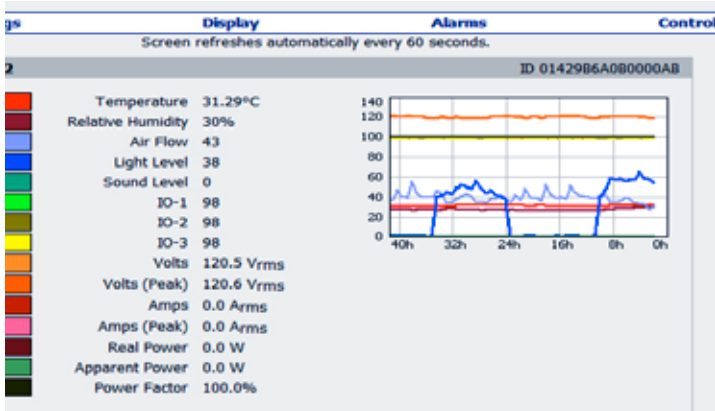 gs Display Alarms Control
Screen refreshes automatically every 60 seconds.
2 ID 01429B6A0B0000AB
Temperature 31.29°C
Relative Humidity 30%
Air Flow 43
Light Level 38
Sound Level 0
IO-1 98
IO-2 98
IO-3 98
Volts 120.5 Vrms
Volts (Peak) 120.6 Vrms
Amps 0.0 Arms
Amps (Peak) 0.0 Arms
Real Power 0.0 W
Apparent Power 0.0 W
Power Factor 100.0%
140
120
100
80
60
40
20
0
40h 32h 24h 16h 8h 0h